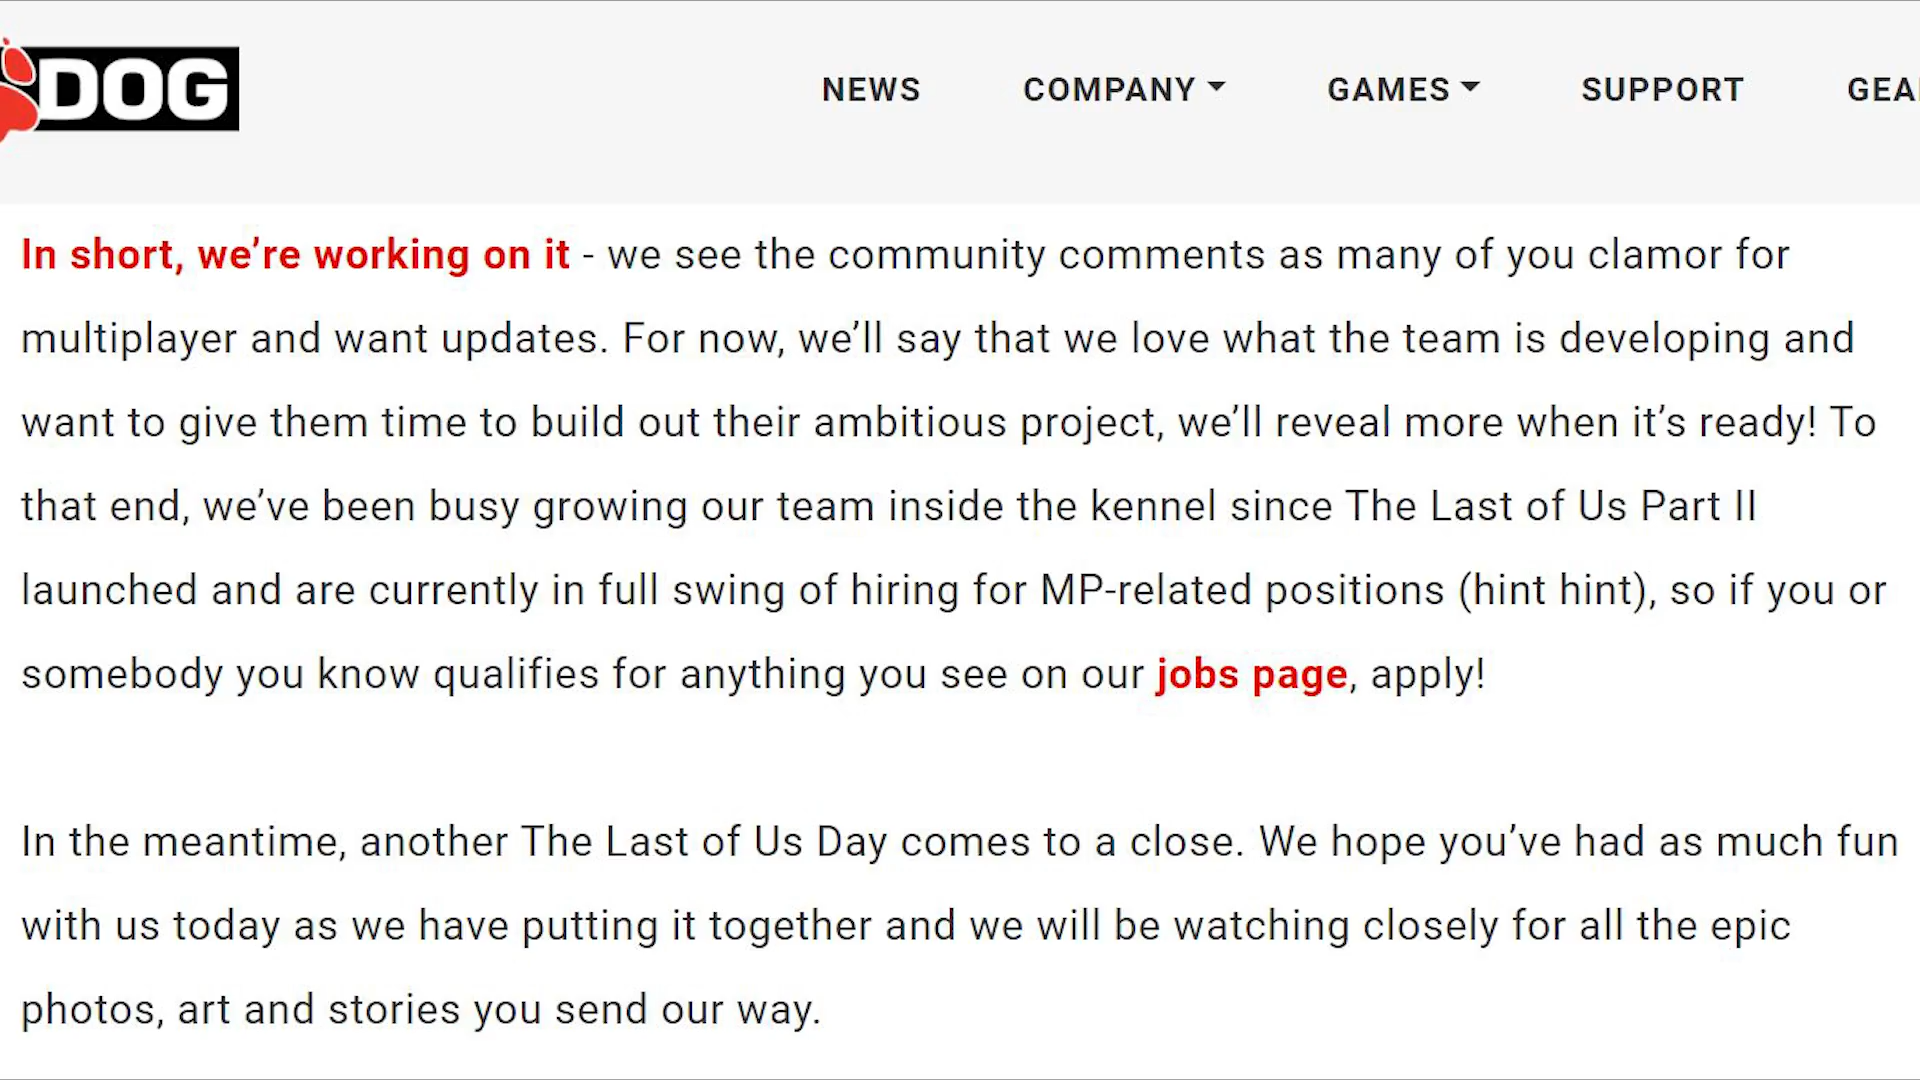 DOG
NEWS COMPANY GAMES SUPPORT GEA
In short, we’re working on it - we see the community comments as many of you clamor for
multiplayer and want updates. For now, we’ll say that we love what the team is developing and
want to give them time to build out their ambitious project, we’ll reveal more when it’s ready! To
that end, we’ve been busy growing our team inside the kennel since The Last of Us Part II
launched and are currently in full swing of hiring for MP-related positions (hint hint), so if you or
somebody you know qualifies for anything you see on our jobs page, apply!
In the meantime, another The Last of Us Day comes to a close. We hope you’ve had as much fun
with us today as we have putting it together and we will be watching closely for all the epic
photos, art and stories you send our way.